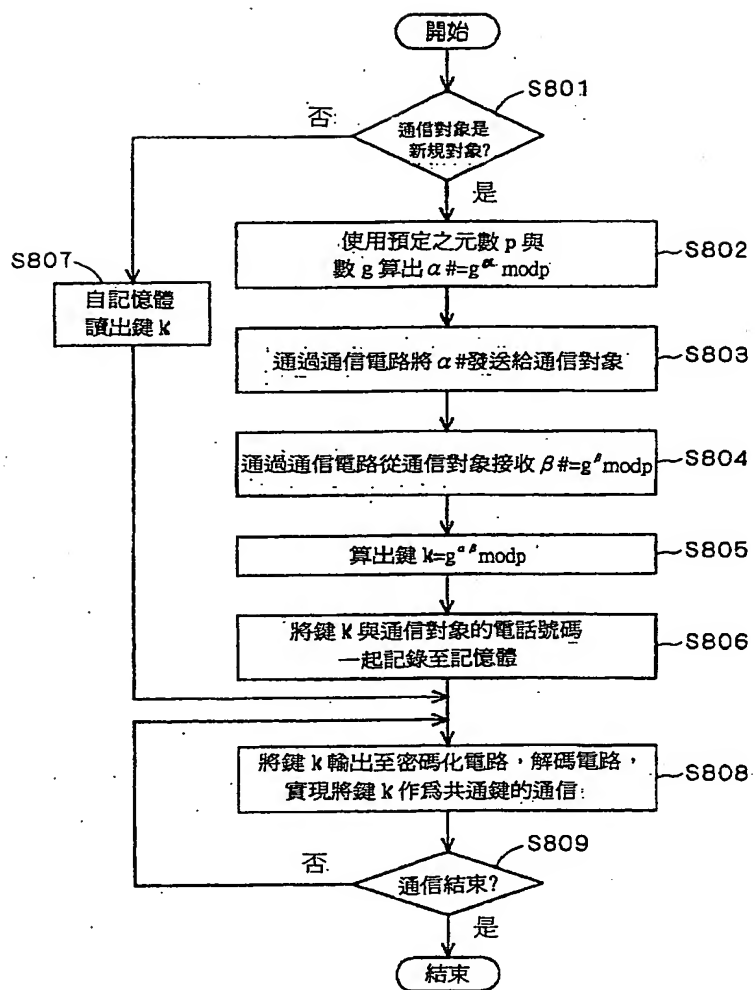 開始
S801
否
通信對象是
新規對象?
是
使用預定之元數 p 與
數 g 算出 α#=g^α modp
S802
S807
自記憶體
讀出鍵 k
通過通信電路將 α#發送給通信對象
S803
通過通信電路從通信對象接收 β#=g^β modp
S804
算出鍵 k=g^αβ modp
S805
將鍵 k 與通信對象的電話號碼
一起記錄至記憶體
S806
將鍵 k 輸出至密碼化電路,解碼電路,
實現將鍵 k 作爲共通鍵的通信
S808
S809
否
通信結束?
是
結束